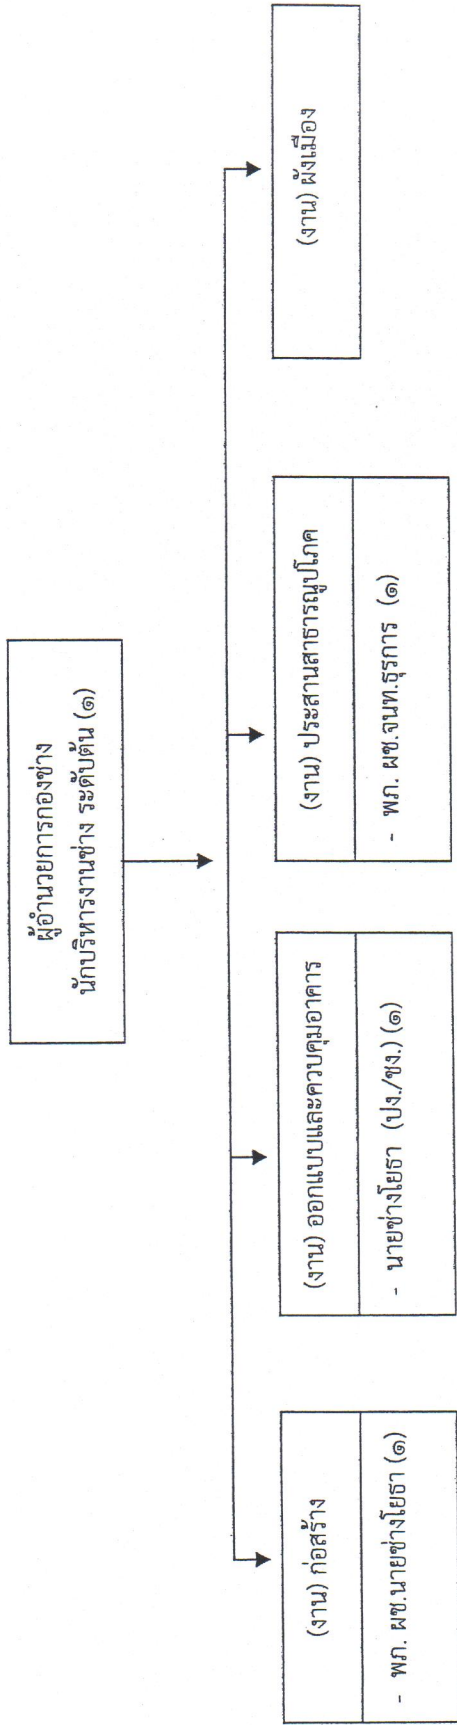 ผู้อำนวยการกองช่าง
นักบริหารงานช่าง ระดับต้น (๑)
(งาน) ก่อสร้าง
- พภ. ผช.นายช่างโยธา (๑)
(งาน) ออกแบบและควบคุมอาคาร
- นายช่างโยธา (ปง./ชง.) (๑)
(งาน) ประสานสาธารณูปโภค
- พภ. ผช.จนท.ธุรการ (๑)
(งาน) ผังเมือง